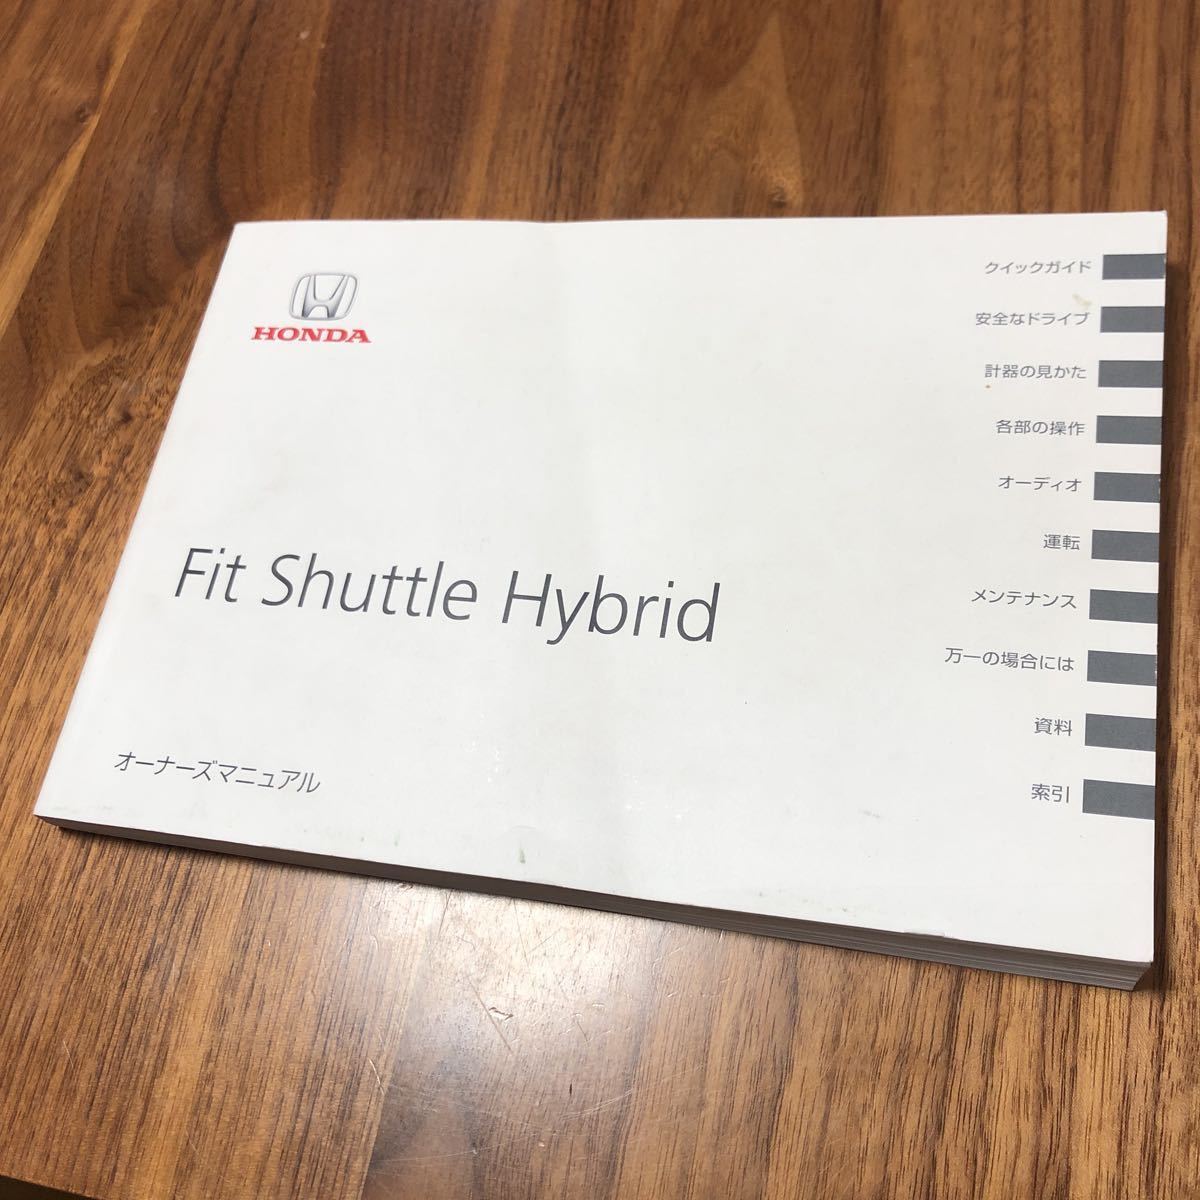 HONDA
Fit Shuttle Hybrid
オーナーズマニュアル
クイックガイド
安全なドライブ
計器の見かた
各部の操作
オーディオ
運転
メンテナンス
万一の場合には
資料
索引